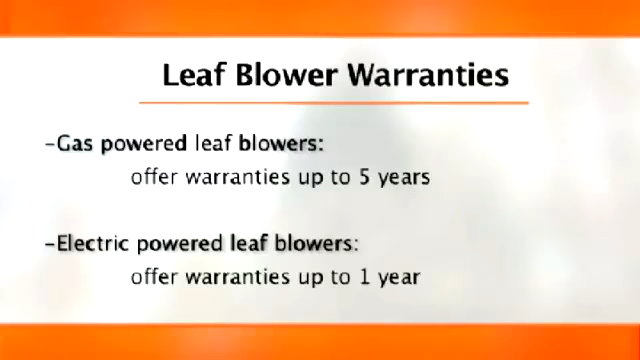 Leaf Blower Warranties
-Gas powered leaf blowers:
offer warranties up to 5 years
-Electric powered leaf blowers:
offer warranties up to 1 year